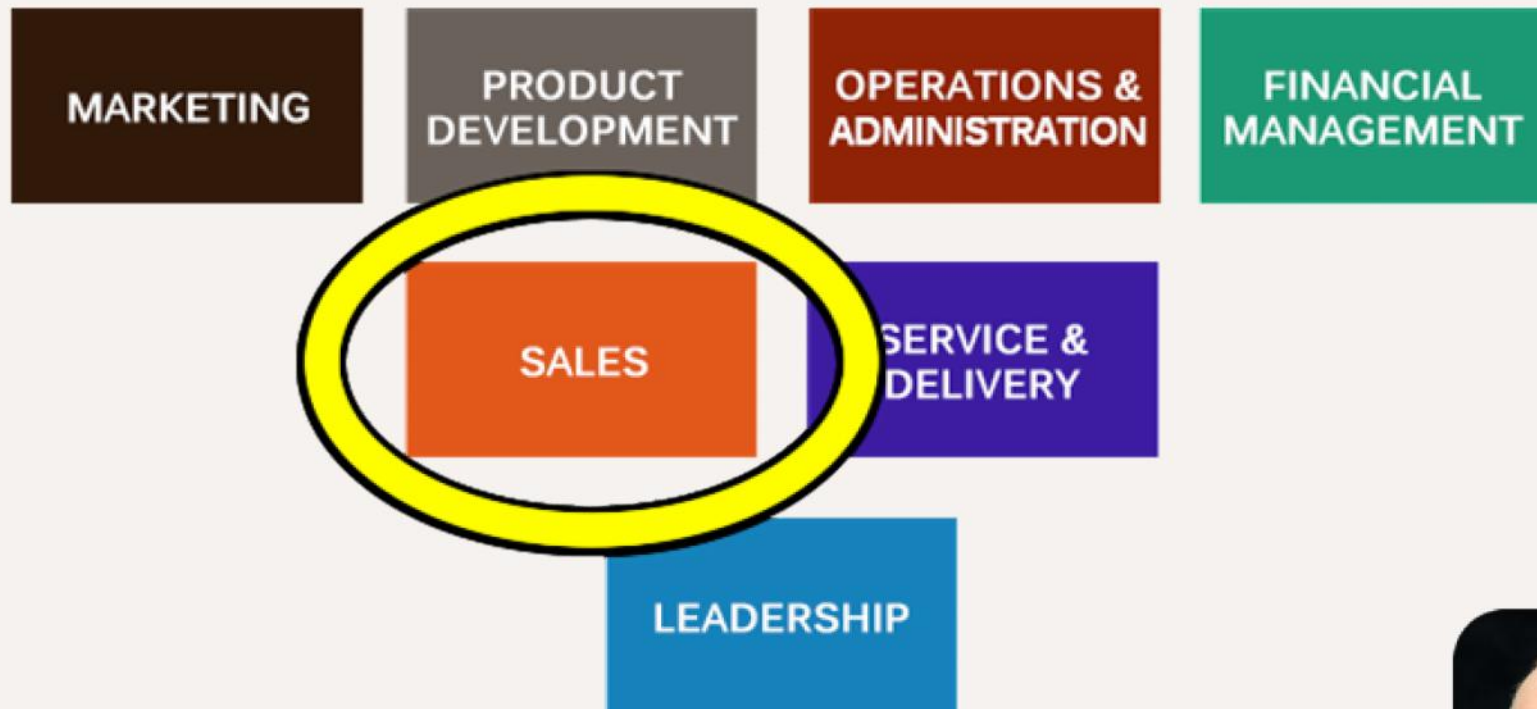 MARKETING
PRODUCT
DEVELOPMENT
OPERATIONS &
ADMINISTRATION
FINANCIAL
MANAGEMENT
SALES
SERVICE &
DELIVERY
LEADERSHIP